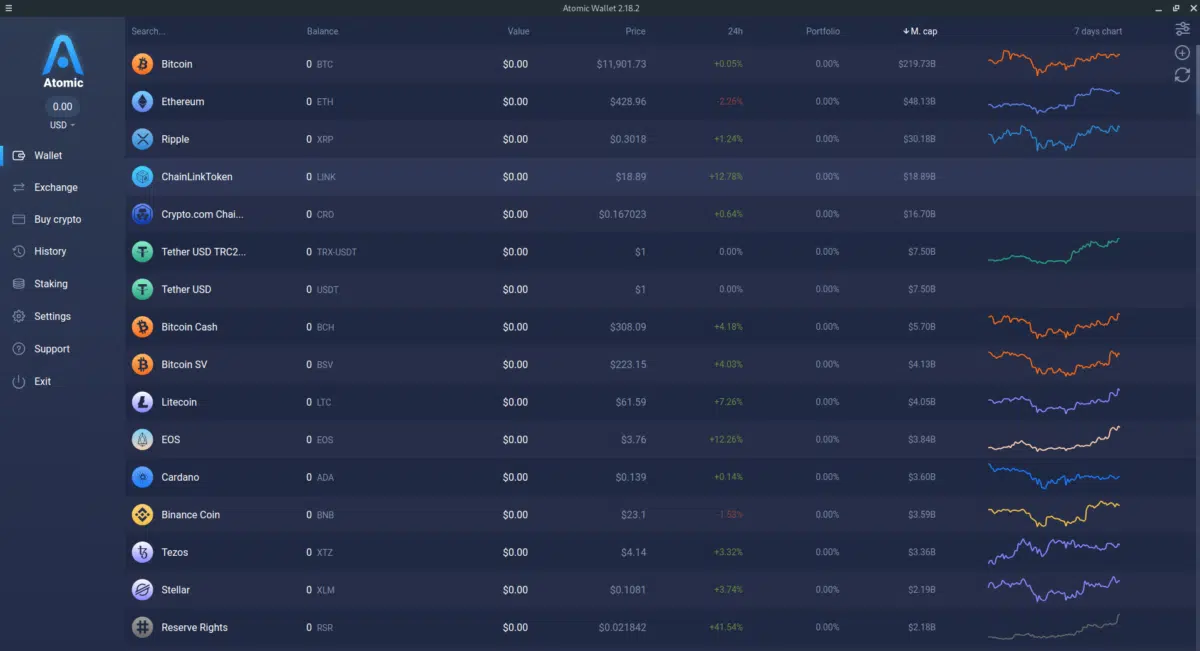 Atomic Wallet 2.18.2
Atomic
0.00
USD
Wallet
Exchange
Buy crypto
History
Staking
Settings
Support
Exit
Search... Balance Value Price 24h Portfolio M. cap 7 days chart
Bitcoin 0 BTC $0.00 $11,901.73 +0.05% 0.00% $219.73B
Ethereum 0 ETH $0.00 $428.96 -2.26% 0.00% $48.13B
Ripple 0 XRP $0.00 $0.3018 +1.24% 0.00% $30.18B
ChainLinkToken 0 LINK $0.00 $18.89 +12.78% 0.00% $18.89B
Crypto.com Chai... 0 CRO $0.00 $0.167023 +0.64% 0.00% $16.70B
Tether USD TRC2... 0 TRX-USDT $0.00 $1 0.00% 0.00% $7.50B
Tether USD 0 USDT $0.00 $1 0.00% 0.00% $7.50B
Bitcoin Cash 0 BCH $0.00 $308.09 +4.18% 0.00% $5.70B
Bitcoin SV 0 BSV $0.00 $223.15 +4.03% 0.00% $4.13B
Litecoin 0 LTC $0.00 $61.59 +7.26% 0.00% $4.05B
EOS 0 EOS $0.00 $3.76 +12.26% 0.00% $3.84B
Cardano 0 ADA $0.00 $0.139 +0.14% 0.00% $3.60B
Binance Coin 0 BNB $0.00 $23.1 -1.53% 0.00% $3.59B
Tezos 0 XTZ $0.00 $4.14 +3.32% 0.00% $3.36B
Stellar 0 XLM $0.00 $0.1081 +3.74% 0.00% $2.19B
Reserve Rights 0 RSR $0.00 $0.021842 +41.54% 0.00% $2.18B